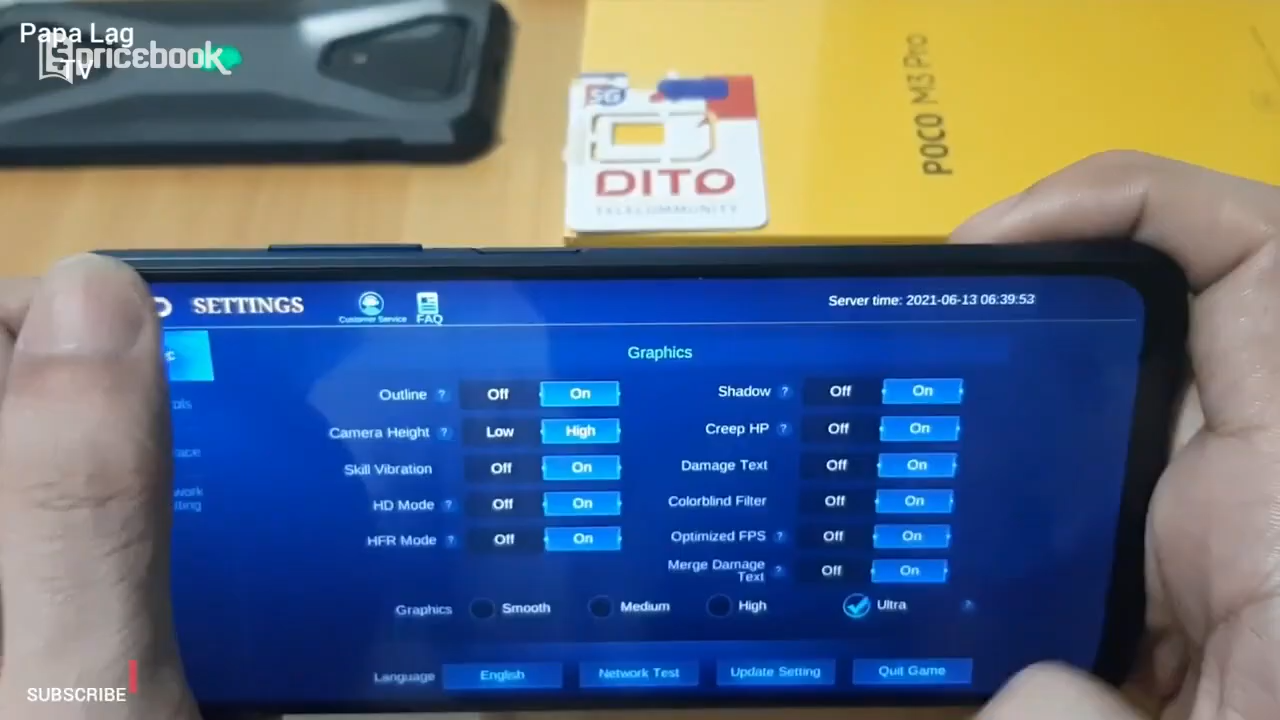 Papa Lag
TV
pricebook
5G
DITO
TELECOMMUNITY
POCO M3 Pro
SETTINGS
Customer Service
FAQ
Server time: 2021-06-13 06:39:53
Graphics
Outline ? Off On
Shadow ? Off On
Camera Height ? Low High
Creep HP ? Off On
Skill Vibration Off On
Damage Text Off On
HD Mode ? Off On
Colorblind Filter Off On
HFR Mode ? Off On
Optimized FPS ? Off On
Merge Damage
Text ? Off On
Graphics Smooth Medium High Ultra ?
Language English Network Test Update Setting Quit Game
SUBSCRIBE